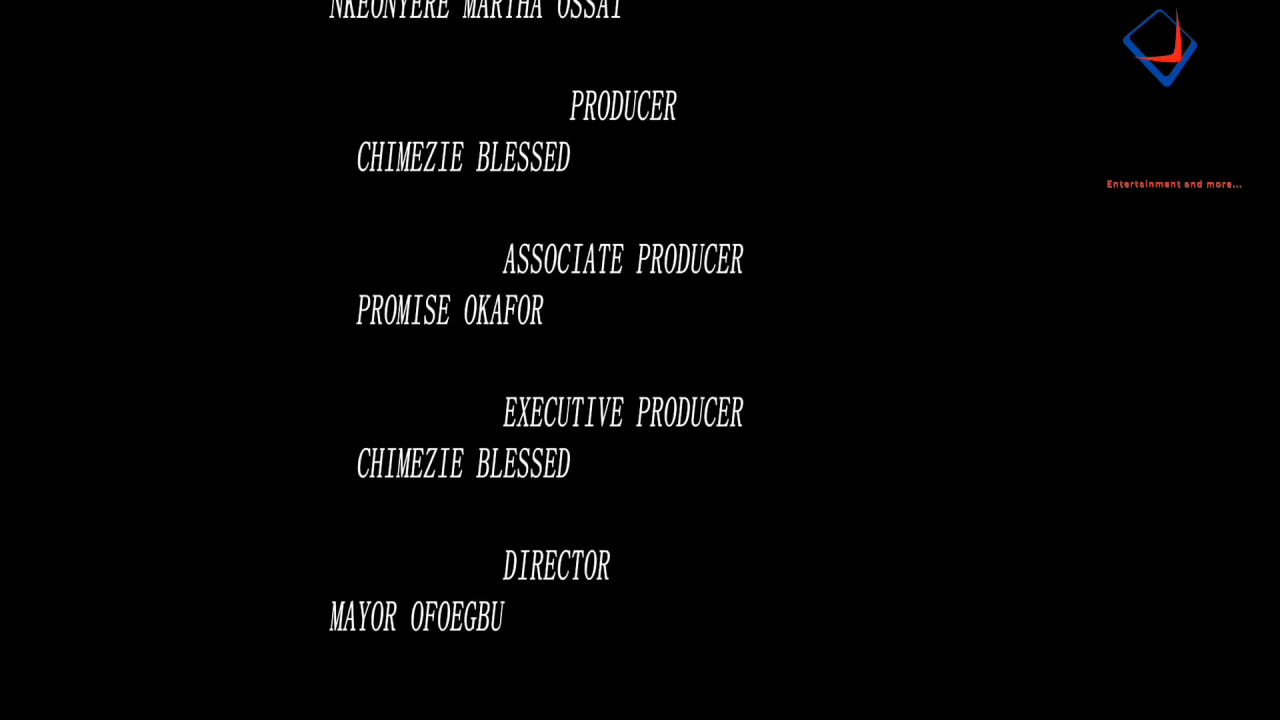 NKEONYERE MARTHA OSSAI
PRODUCER
CHIMEZIE BLESSED
ASSOCIATE PRODUCER
PROMISE OKAFOR
EXECUTIVE PRODUCER
CHIMEZIE BLESSED
DIRECTOR
MAYOR OFOEGBU
Entertainment and more...